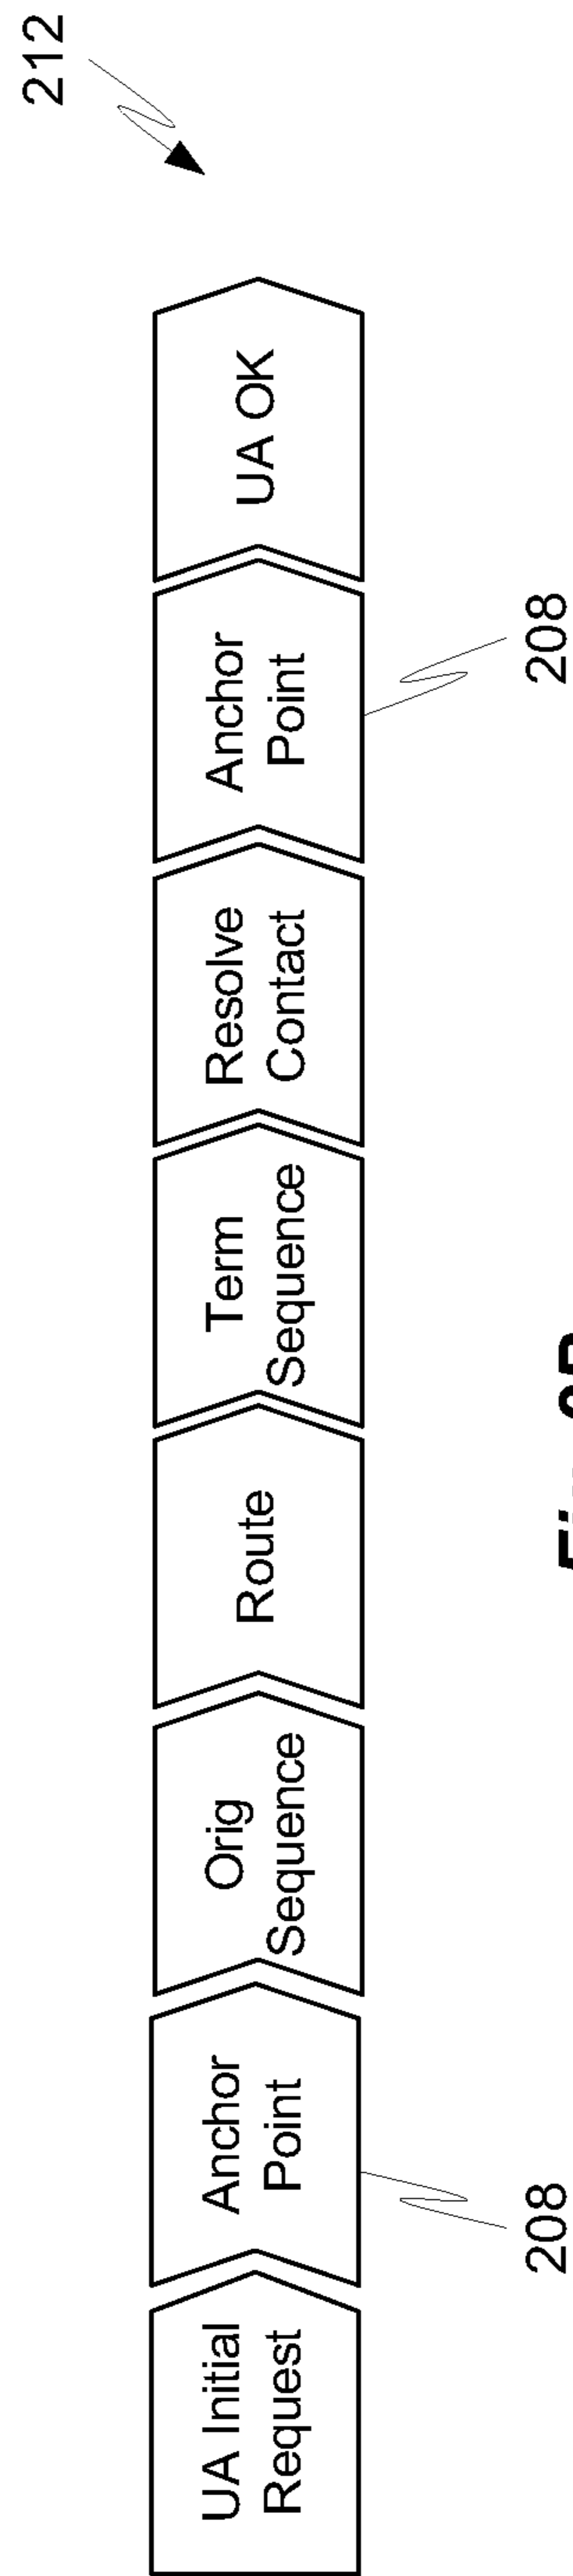 212
UA Initial
Request
Anchor
Point
Orig
Sequence
Route
Term
Sequence
Resolve
Contact
Anchor
Point
UA OK
208
208